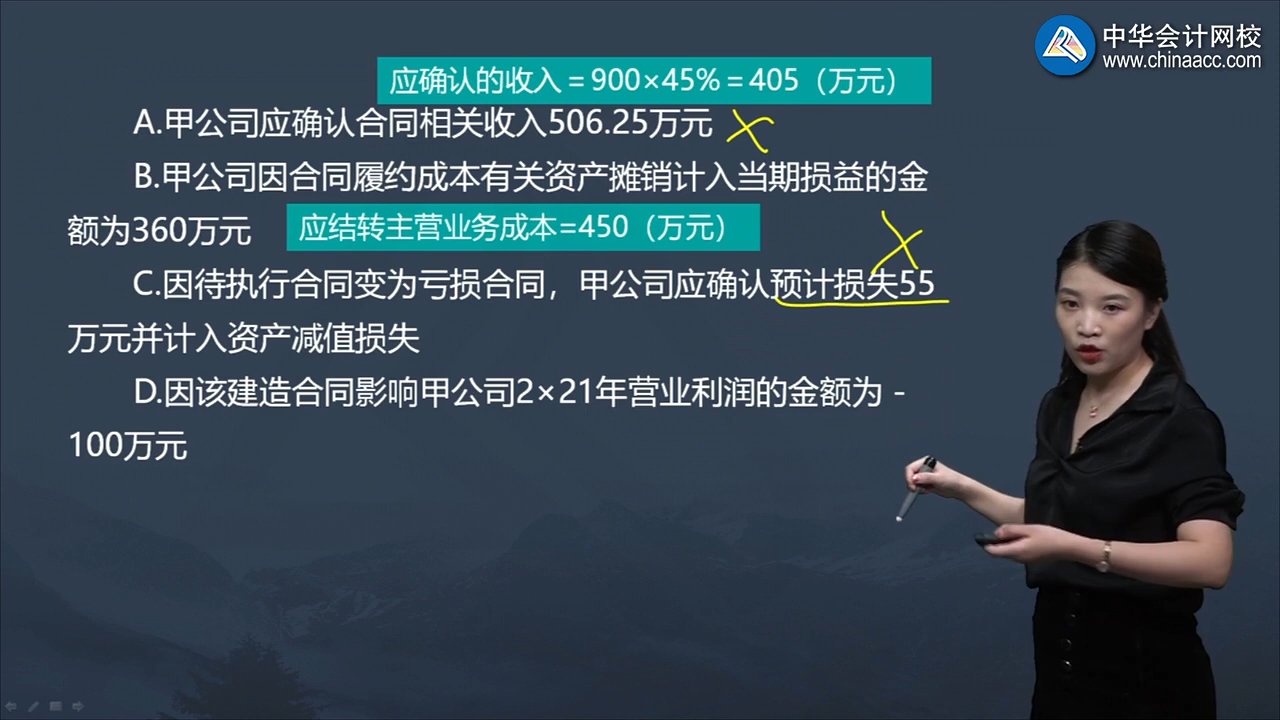 中华会计网校
www.chinaacc.com
应确认的收入＝900×45%＝405（万元）
A.甲公司应确认合同相关收入506.25万元
B.甲公司因合同履约成本有关资产摊销计入当期损益的金
额为360万元
应结转主营业务成本=450（万元）
C.因待执行合同变为亏损合同，甲公司应确认预计损失55
万元并计入资产减值损失
D.因该建造合同影响甲公司2×21年营业利润的金额为－
100万元